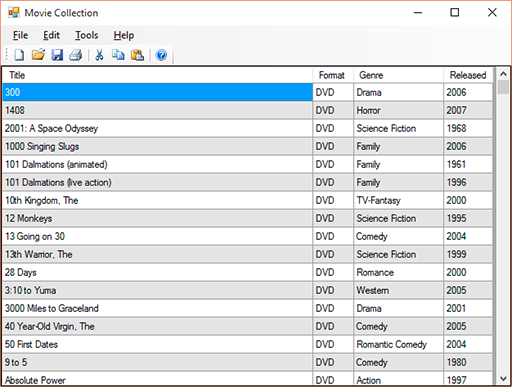 Movie Collection
File Edit Tools Help
Title Format Genre Released
300 DVD Drama 2006
1408 DVD Horror 2007
2001: A Space Odyssey DVD Science Fiction 1968
1000 Singing Slugs DVD Family 2006
101 Dalmations (animated) DVD Family 1961
101 Dalmations (live action) DVD Family 1996
10th Kingdom, The DVD TV-Fantasy 2000
12 Monkeys DVD Science Fiction 1995
13 Going on 30 DVD Comedy 2004
13th Warrior, The DVD Science Fiction 1999
28 Days DVD Romance 2000
3:10 to Yuma DVD Western 2005
3000 Miles to Graceland DVD Drama 2001
40 Year-Old Virgin, The DVD Comedy 2005
50 First Dates DVD Romantic Comedy 2004
9 to 5 DVD Comedy 1980
Absolute Power DVD Action 1997